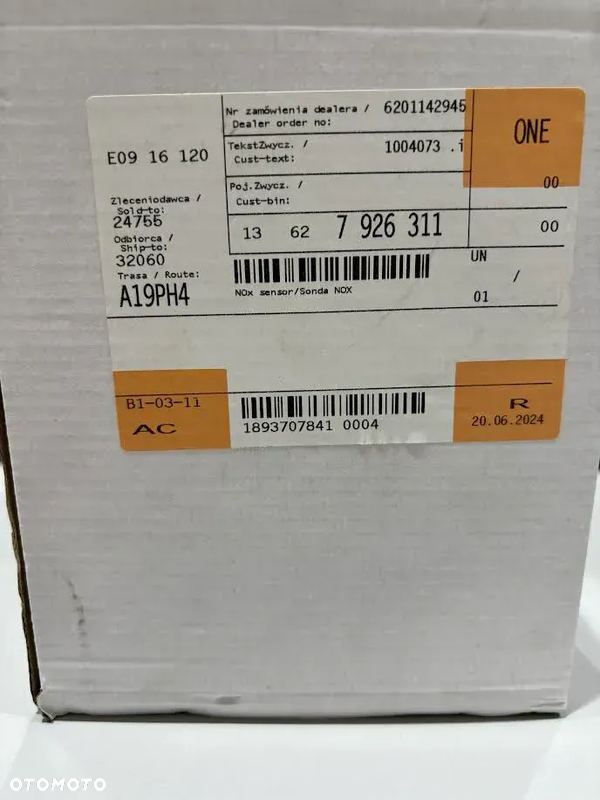 Nr zamówienia dealera / 6201142945
Dealer order no:
ONE
TekstZwycz. / 1004073 .i
Cust-text:
E09 16 120
Poj.Zwycz. /
Cust-bin:
00
Zleceniodawca /
Sold-to:
24755
13 62 7 926 311
00
Odbiorca /
Ship-to:
32060
UN
/
01
Trasa / Route:
A19PH4
NOx sensor/Sonda NOX
B1-03-11
AC
1893707841 0004
R
20.06.2024
OTOMOTO